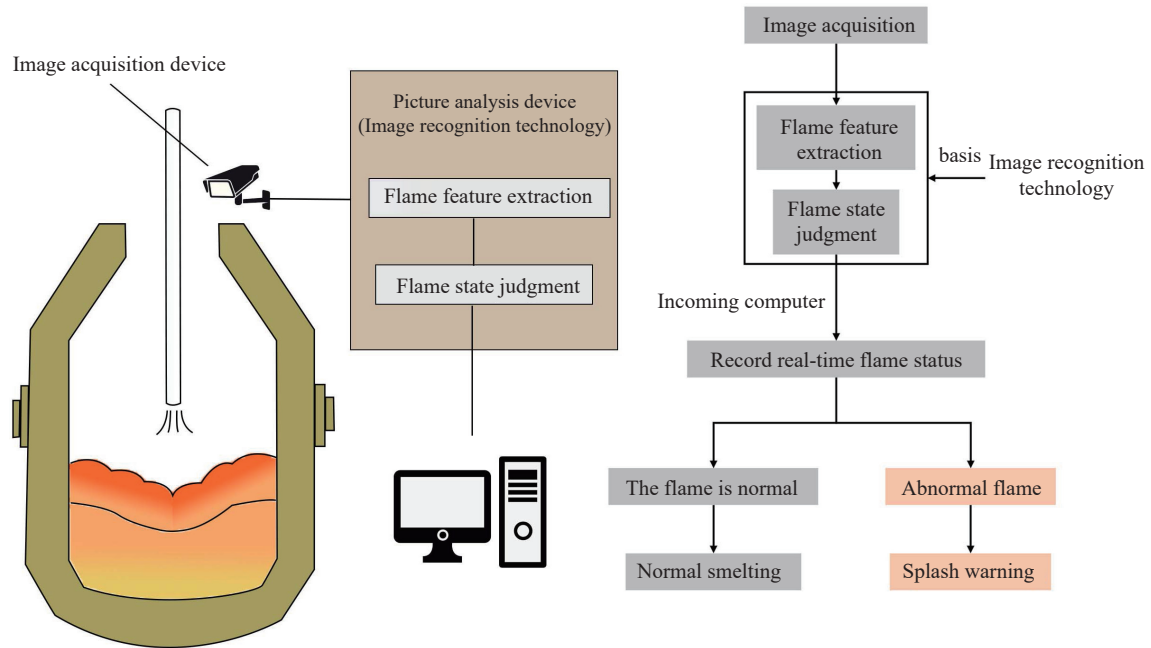 Image acquisition device
Picture analysis device
(Image recognition technology)
Flame feature extraction
Flame state judgment
Image acquisition
Flame feature
extraction
Flame state
judgment
basis
Image recognition
technology
Incoming computer
Record real-time flame status
The flame is normal
Abnormal flame
Normal smelting
Splash warning